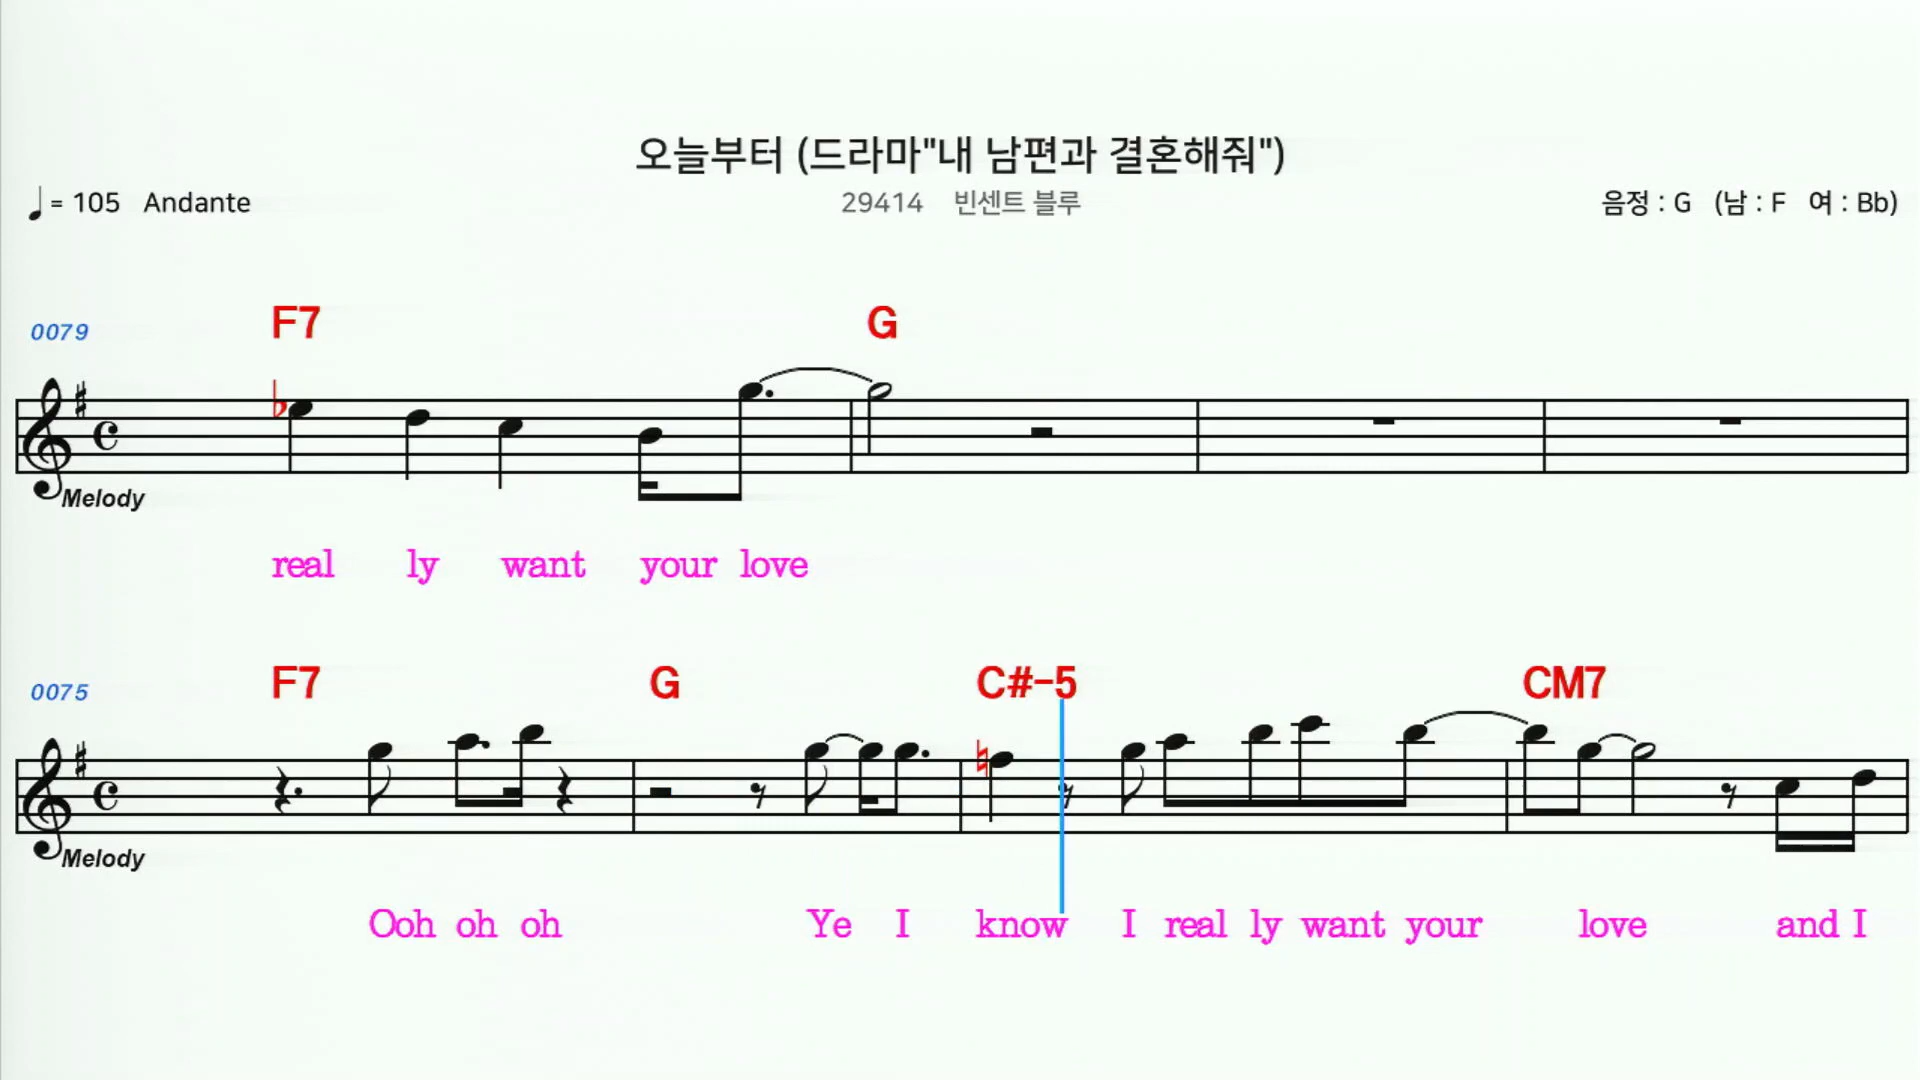 오늘부터 (드라마"내 남편과 결혼해줘")
= 105 Andante 29414 빈센트 블루 음정 : G (남 : F 여 : Bb)
0079 F7 G
Melody
real ly want your love
0075 F7 G C#-5 CM7
Melody
Ooh oh oh Ye I know I real ly want your love and I